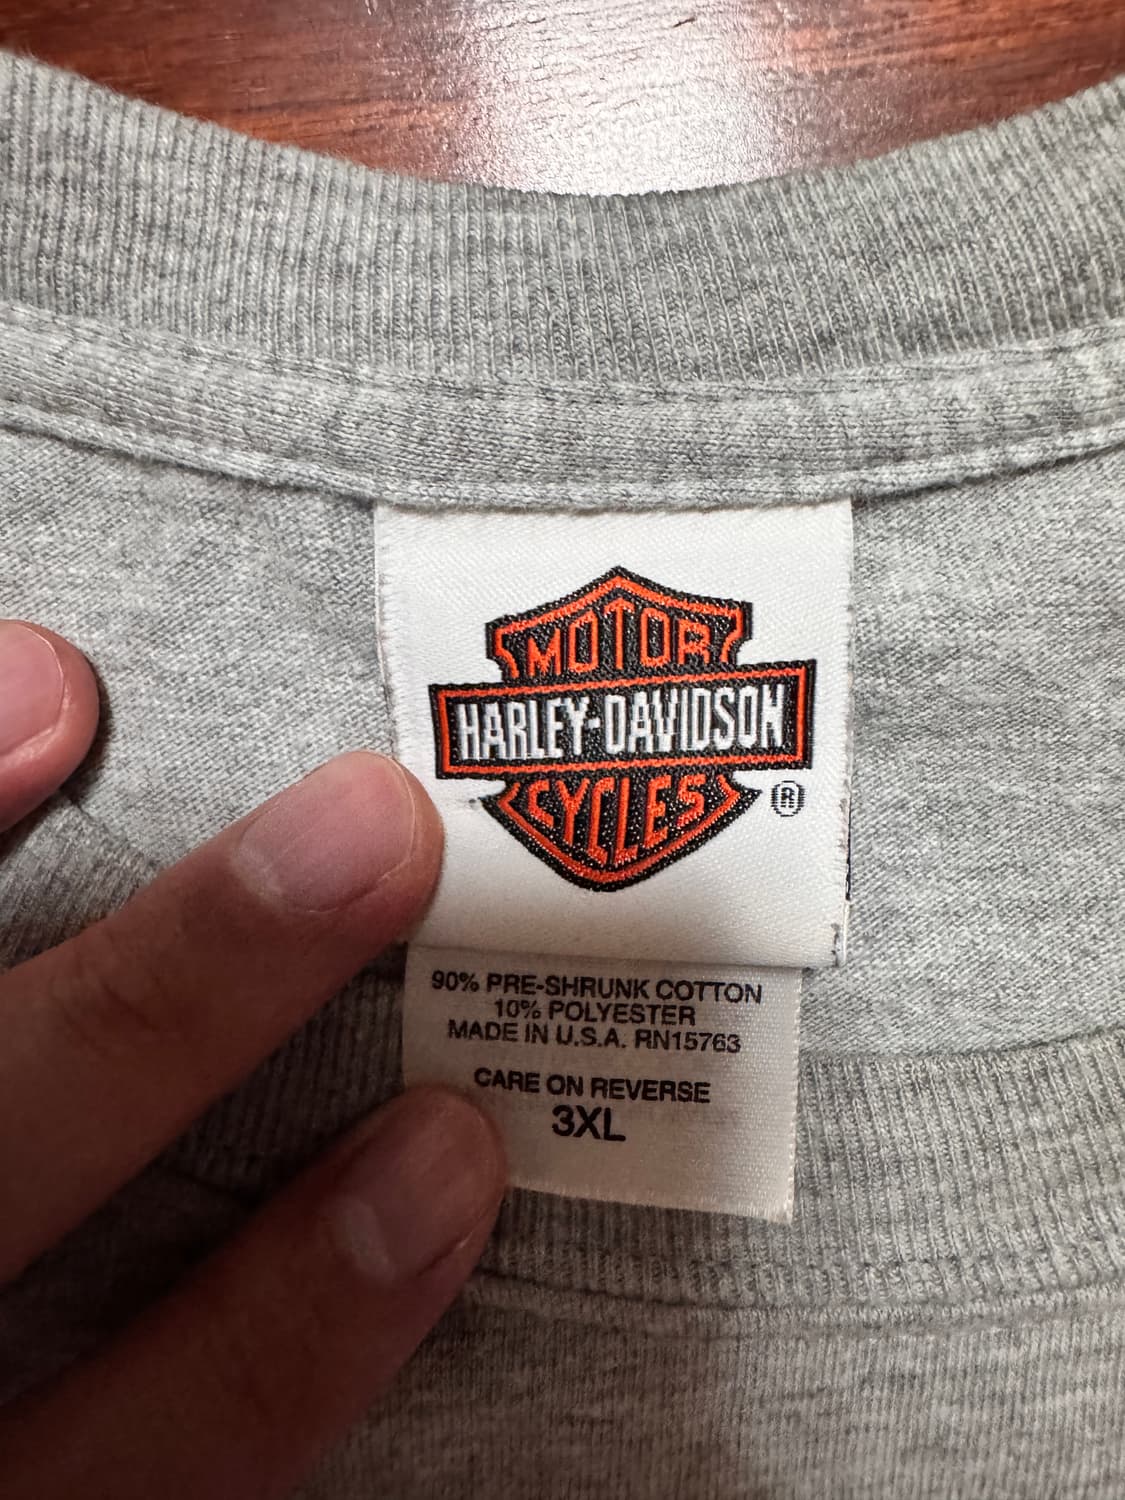 MOTOR
HARLEY-DAVIDSON
CYCLES
®
90% PRE-SHRUNK COTTON
10% POLYESTER
MADE IN U.S.A. RN15763
CARE ON REVERSE
3XL